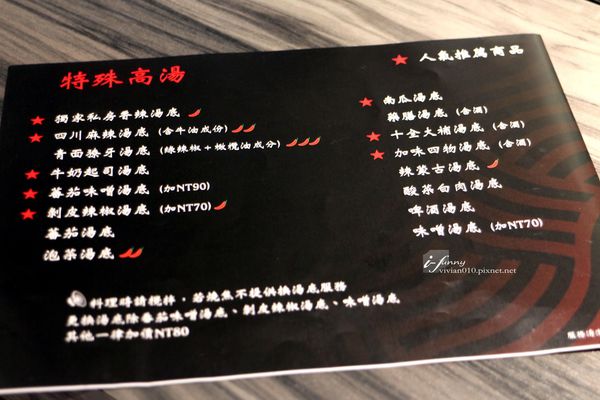 特殊高湯
★ 人氣推薦商品
★ 獨家私房香辣湯底
★ 四川麻辣湯底 (含牛油成份)
青面獠牙湯底 (綠辣椒+橄欖油成分)
★ 牛奶起司湯底
★ 蕃茄味噌湯底 (加NT90)
★ 剝皮辣椒湯底 (加NT70)
蕃茄湯底
泡菜湯底
★ 南瓜湯底
藥膳湯底 (含酒)
★ 十全大補湯底 (含酒)
★ 加味四物湯底 (含酒)
辣蒙古湯底
酸菜白肉湯底
啤酒湯底
味噌湯底 (加NT70)
i-funny
vivian010.pixnet.net
料理時請攪拌，若燒焦不提供換湯底服務
更換湯底除蕃茄味噌湯底、剝皮辣椒湯底、味噌湯底、
其他一律加價NT80